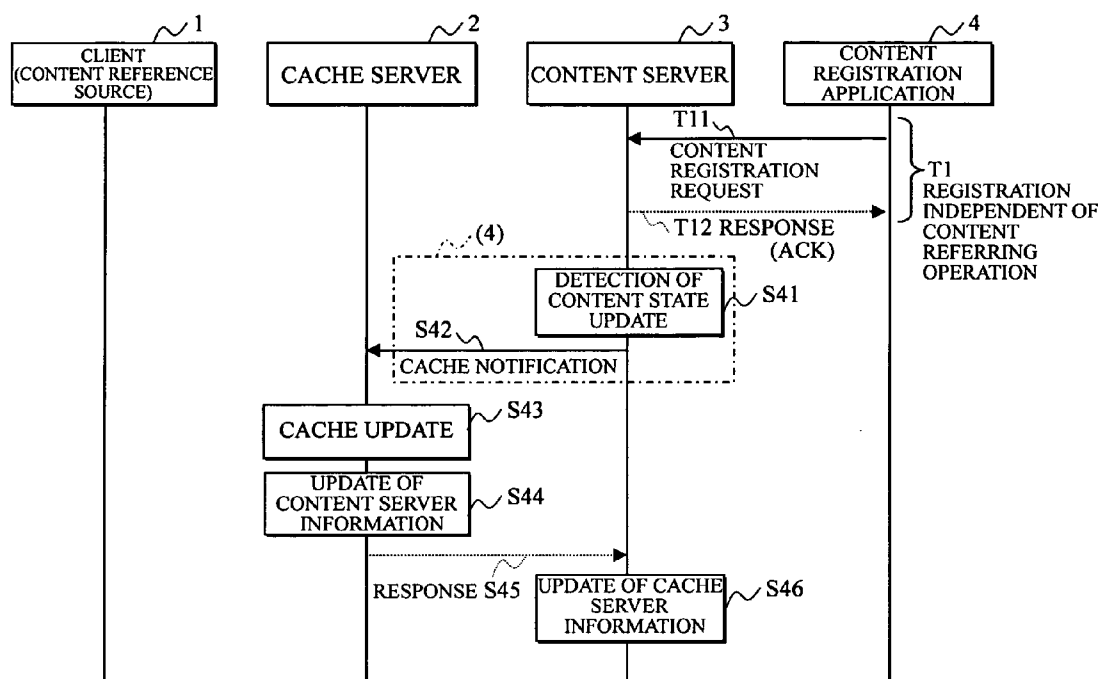 1
2
3
4
CLIENT
(CONTENT REFERENCE
SOURCE)
CACHE SERVER
CONTENT SERVER
CONTENT
REGISTRATION
APPLICATION
T11
CONTENT
REGISTRATION
REQUEST
T1
REGISTRATION
INDEPENDENT OF
CONTENT
REFERRING
OPERATION
T12 RESPONSE
(ACK)
(4)
DETECTION OF
CONTENT STATE
UPDATE
S41
S42
CACHE NOTIFICATION
CACHE UPDATE
S43
UPDATE OF
CONTENT SERVER
INFORMATION
S44
RESPONSE S45
UPDATE OF CACHE
SERVER
INFORMATION
S46